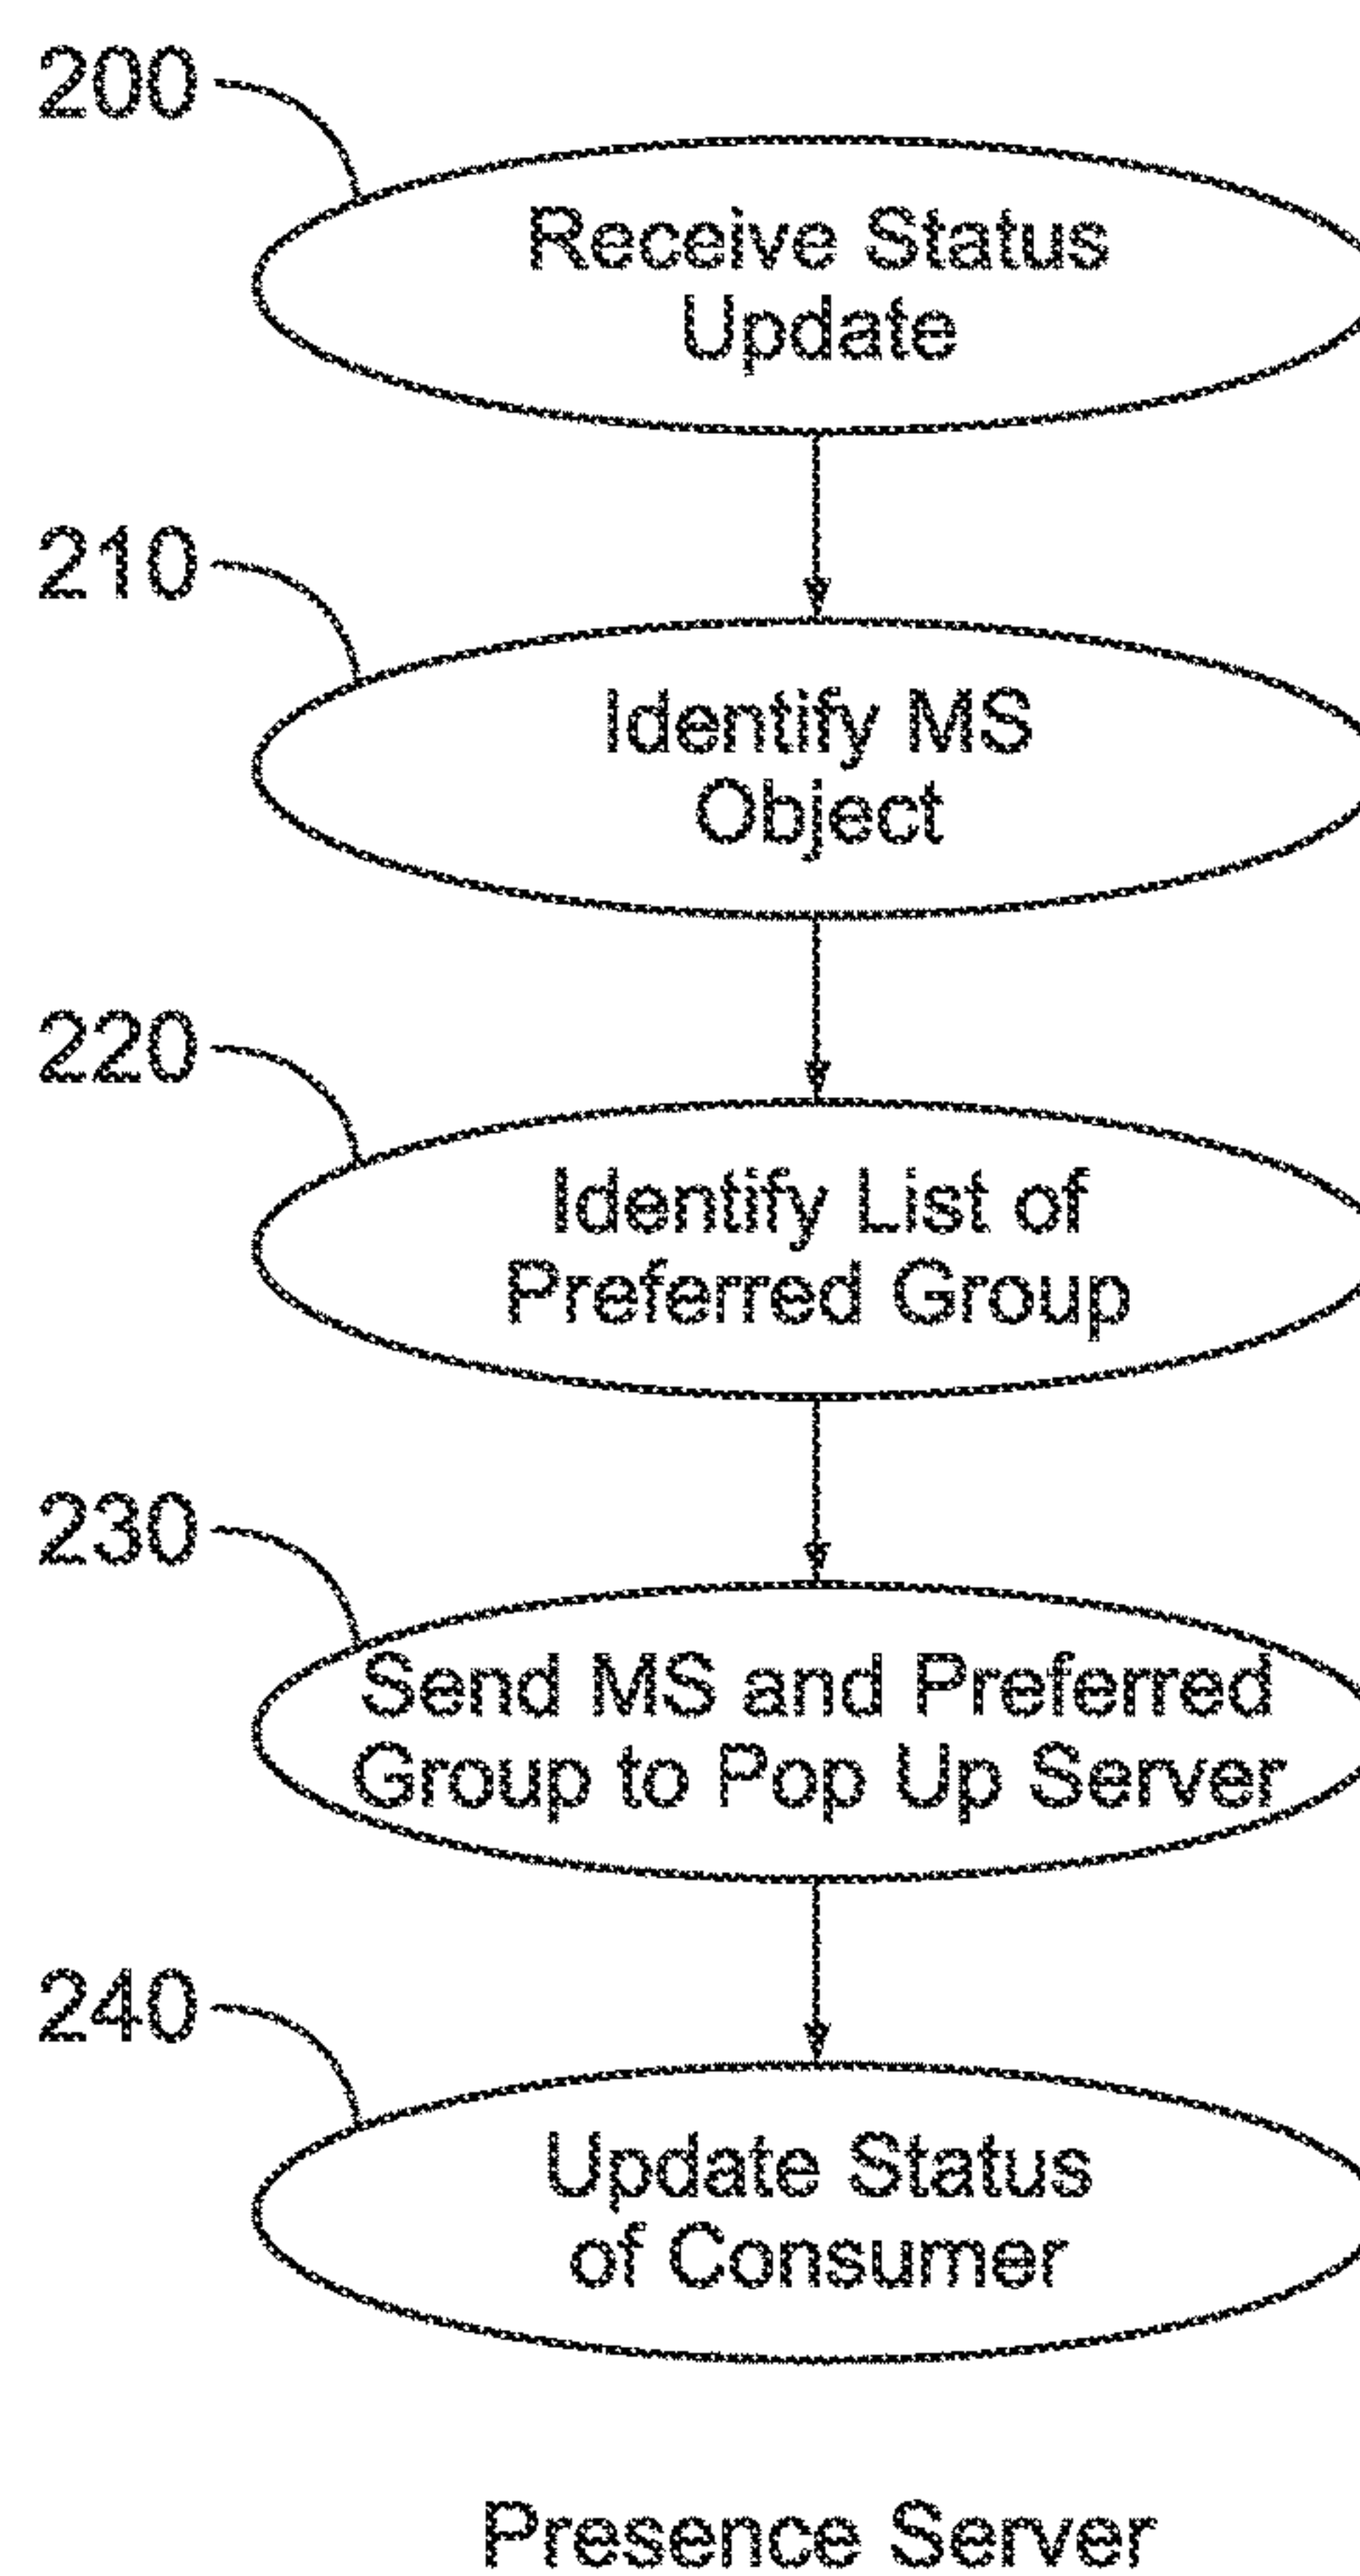 200
Receive Status
Update
210
Identify MS
Object
220
Identify List of
Preferred Group
230
Send MS and Preferred
Group to Pop Up Server
240
Update Status
of Consumer
Presence Server